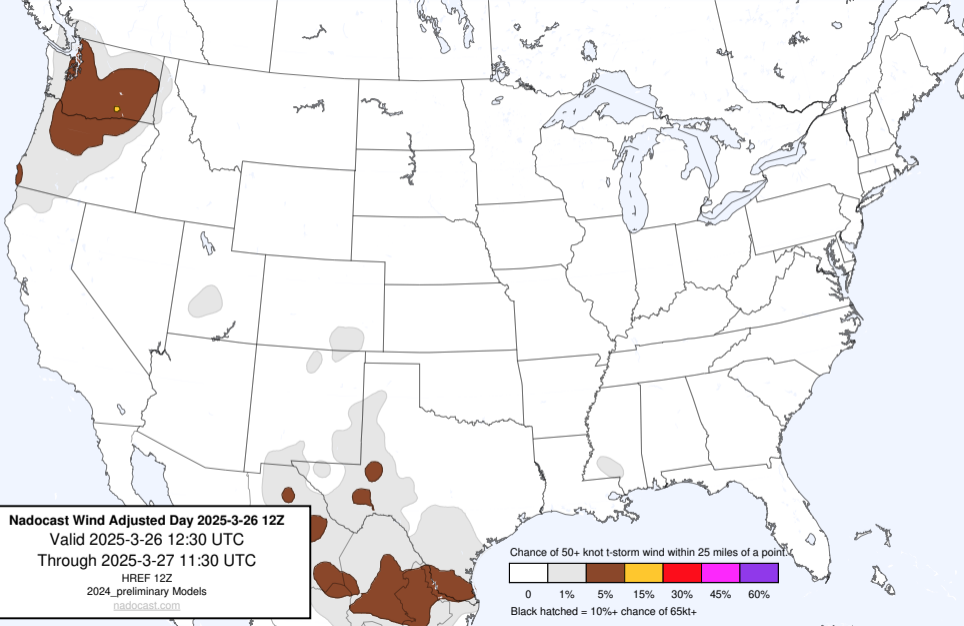 Nadocast Wind Adjusted Day 2025-3-26 12Z
Valid 2025-3-26 12:30 UTC
Through 2025-3-27 11:30 UTC
HREF 12Z
2024_preliminary Models
nadocast.com
Chance of 50+ knot t-storm wind within 25 miles of a point.
0 1% 5% 15% 30% 45% 60%
Black hatched = 10%+ chance of 65kt+